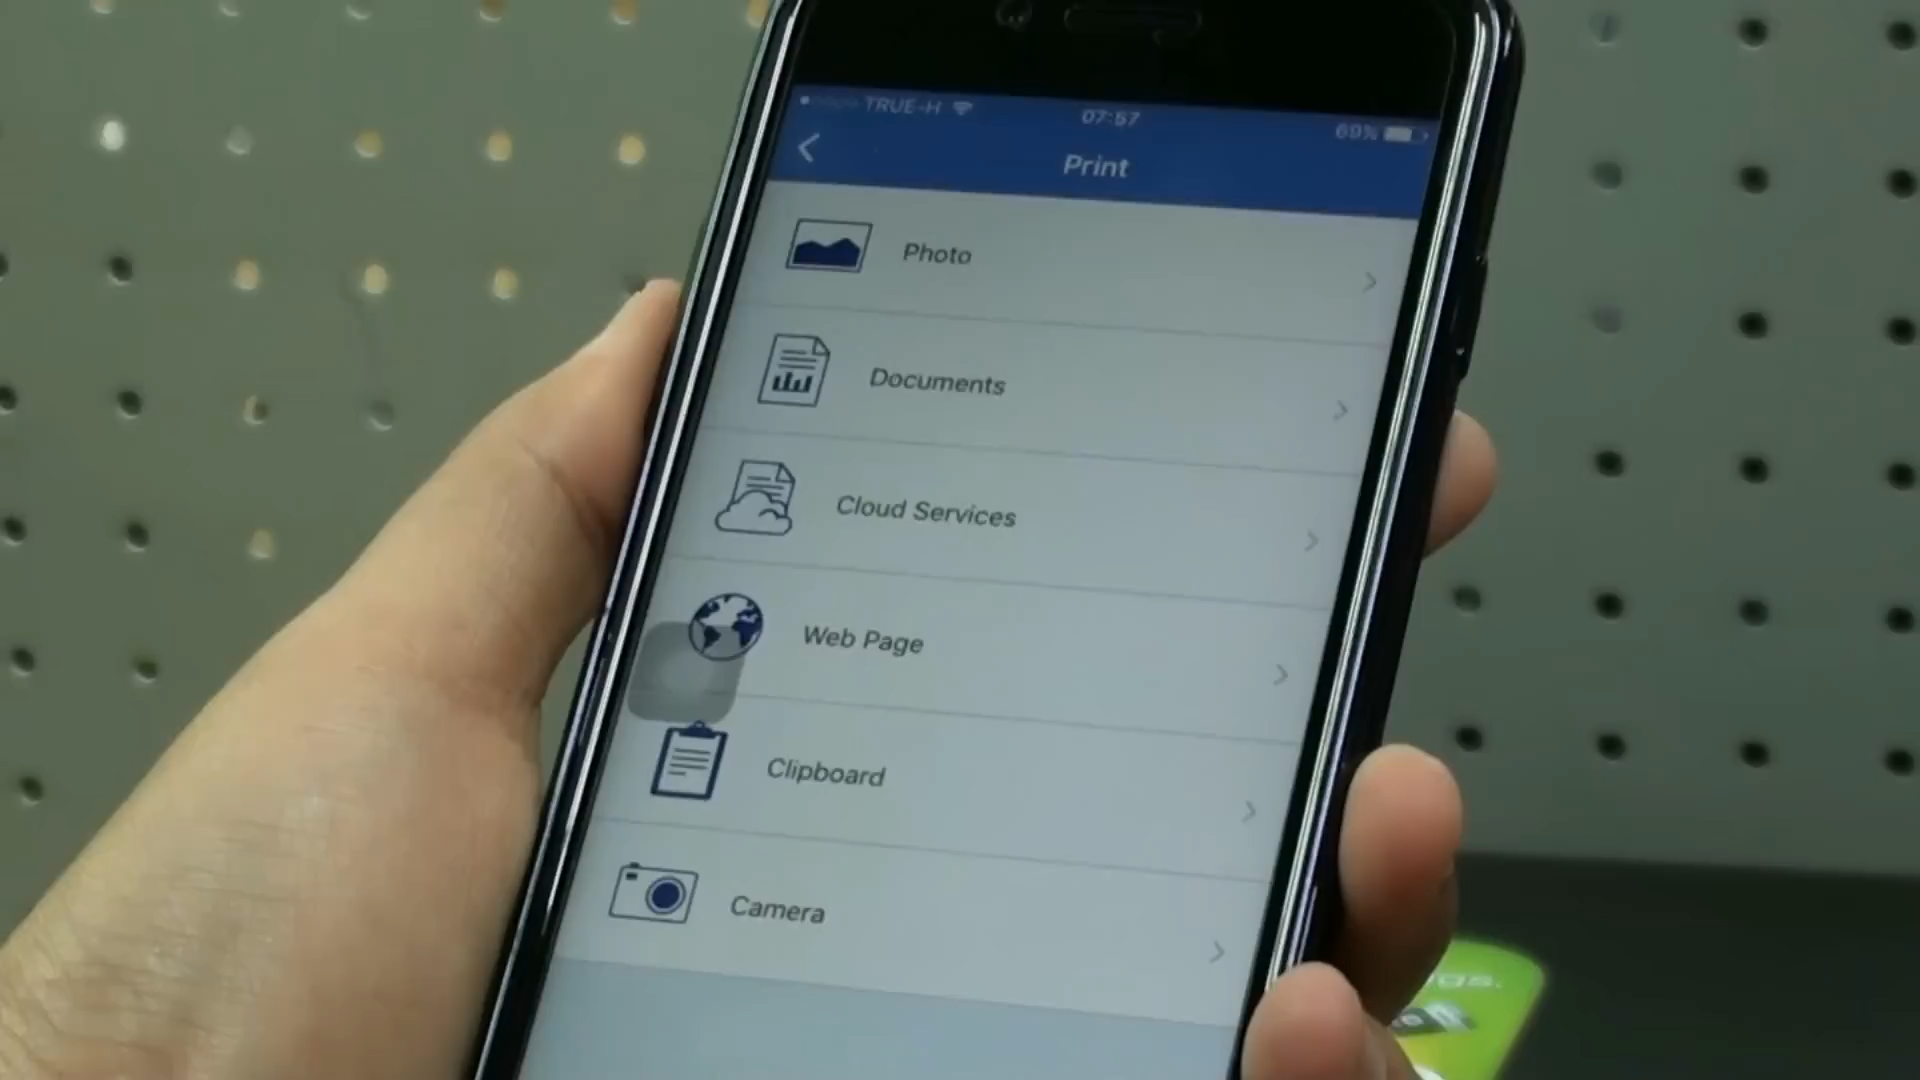 TRUE-H
07:57
69%
Print
Photo
Documents
Cloud Services
Web Page
Clipboard
Camera